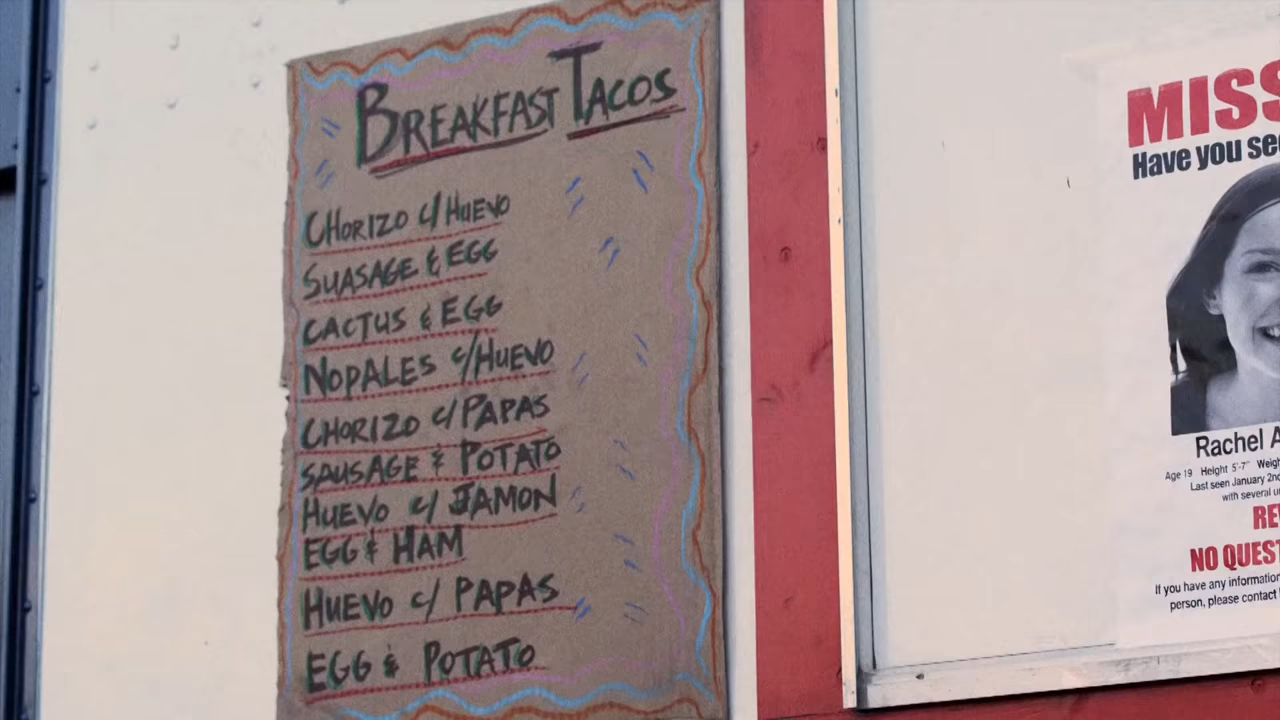 BREAKFAST TACOS
CHORIZO C/HUEVO
SUASAGE & EGG
CACTUS & EGG
NOPALES C/HUEVO
CHORIZO C/PAPAS
SAUSAGE & POTATO
HUEVO C/ JAMON
EGG & HAM
HUEVO C/ PAPAS
EGG & POTATO
MISS
Have you see
Rachel A
Age 19 Height 5'-7" Weigh
Last seen January 2nd
with several u
RE
NO QUEST
If you have any information
person, please contact